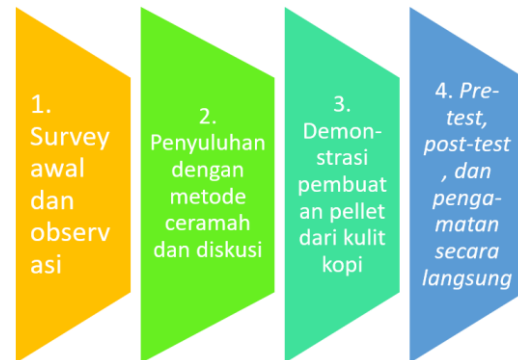 1.
Survey
awal
dan
observ
asi
2.
Penyuluhan
dengan
metode
ceramah
dan diskusi
3.
Demon-
strasi
pembuat
an pellet
dari kulit
kopi
4. Pre-
test,
post-test
, dan
penga-
matan
secara
langsung